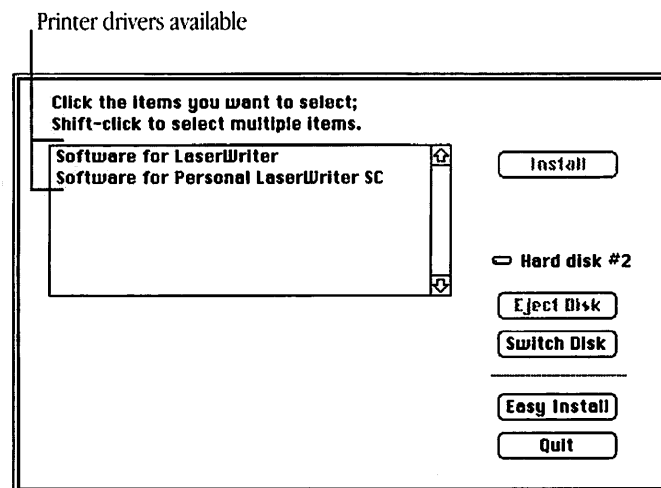 Printer drivers available
Click the items you want to select;
Shift-click to select multiple items.
Software for LaserWriter
Software for Personal LaserWriter SC
Install
Hard disk #2
Eject Disk
Switch Disk
Easy Install
Quit